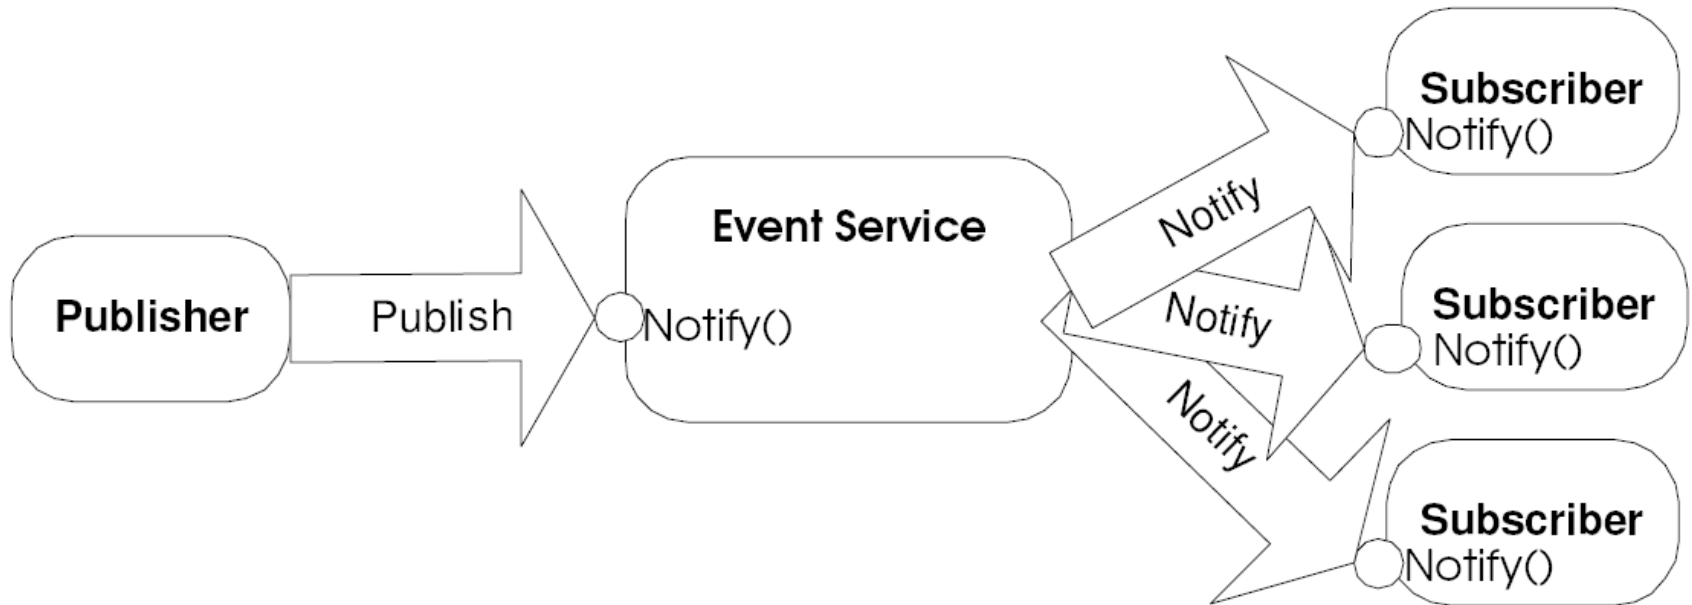 Publisher
Publish
Event Service
Notify()
Notify
Notify
Notify
Subscriber
Notify()
Subscriber
Notify()
Subscriber
Notify()